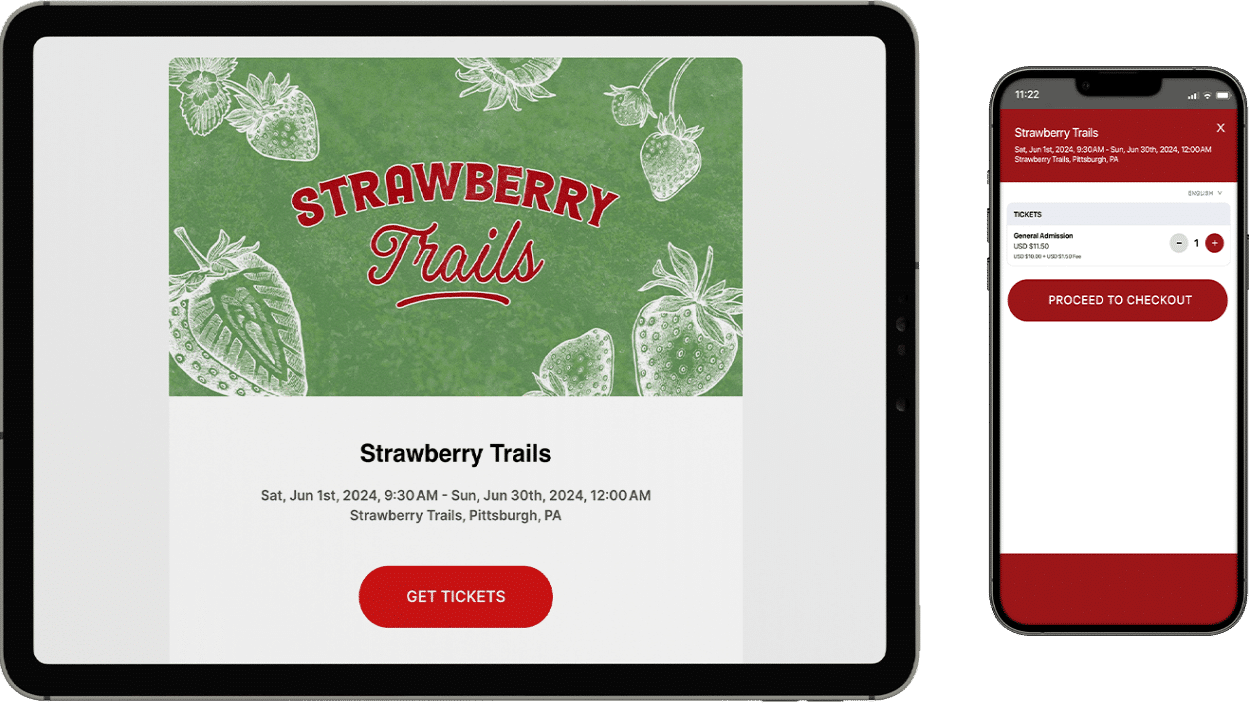 STRAWBERRY
Trails
Strawberry Trails
Sat, Jun 1st, 2024, 9:30 AM - Sun, Jun 30th, 2024, 12:00 AM
Strawberry Trails, Pittsburgh, PA
GET TICKETS
11:22
Strawberry Trails
X
Sat, Jun 1st, 2024, 9:30AM - Sun, Jun 30th, 2024, 12:00AM
Strawberry Trails, Pittsburgh, PA
ENGLISH
TICKETS
General Admission
USD $11.50
- 1 +
USD $10.00 + USD $1.50 Fee
PROCEED TO CHECKOUT